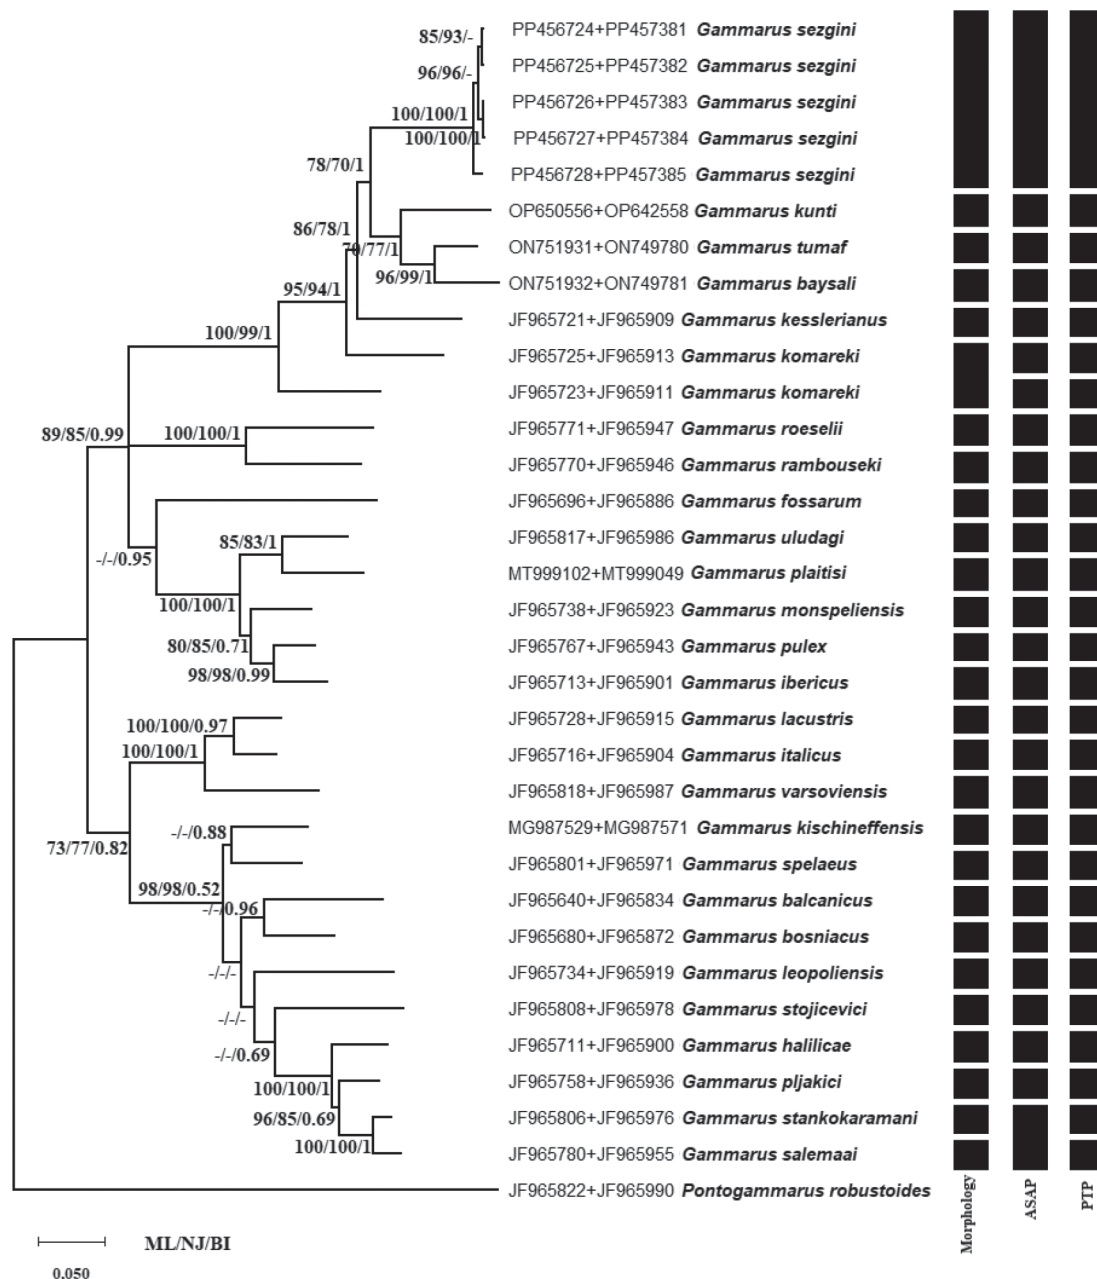 85/93/-
PP456724+PP457381 Gammarus sezgini
96/96/-
PP456725+PP457382 Gammarus sezgini
PP456726+PP457383 Gammarus sezgini
100/100/1
100/100/1
PP456727+PP457384 Gammarus sezgini
78/70/1
PP456728+PP457385 Gammarus sezgini
OP650556+OP642558 Gammarus kunti
86/78/1
70/77/1
ON751931+ON749780 Gammarus tumaf
96/99/1
ON751932+ON749781 Gammarus baysali
95/94/1
JF965721+JF965909 Gammarus kesslerianus
100/99/1
JF965725+JF965913 Gammarus komareki
JF965723+JF965911 Gammarus komareki
89/85/0.99
100/100/1
JF965771+JF965947 Gammarus roeselii
JF965770+JF965946 Gammarus rambouseki
JF965696+JF965886 Gammarus fossarum
-/-/0.95
85/83/1
JF965817+JF965986 Gammarus uludagi
MT999102+MT999049 Gammarus plaitisi
100/100/1
JF965738+JF965923 Gammarus monspeliensis
80/85/0.71
JF965767+JF965943 Gammarus pulex
98/98/0.99
JF965713+JF965901 Gammarus ibericus
100/100/0.97
JF965728+JF965915 Gammarus lacustris
100/100/1
JF965716+JF965904 Gammarus italicus
JF965818+JF965987 Gammarus varsoviensis
73/77/0.82
-/-/0.88
MG987529+MG987571 Gammarus kischineffensis
JF965801+JF965971 Gammarus spelaeus
98/98/0.52
-/-/0.96
JF965640+JF965834 Gammarus balcanicus
JF965680+JF965872 Gammarus bosniacus
-/-/-
JF965734+JF965919 Gammarus leopoliensis
-/-/-
JF965808+JF965978 Gammarus stojicevici
-/-/0.69
JF965711+JF965900 Gammarus halilicae
100/100/1
JF965758+JF965936 Gammarus pljakici
96/85/0.69
JF965806+JF965976 Gammarus stankokaramani
100/100/1
JF965780+JF965955 Gammarus salemaai
JF965822+JF965990 Pontogammarus robustoides
Morphology
ASAP
PTP
ML/NJ/BI
0.050